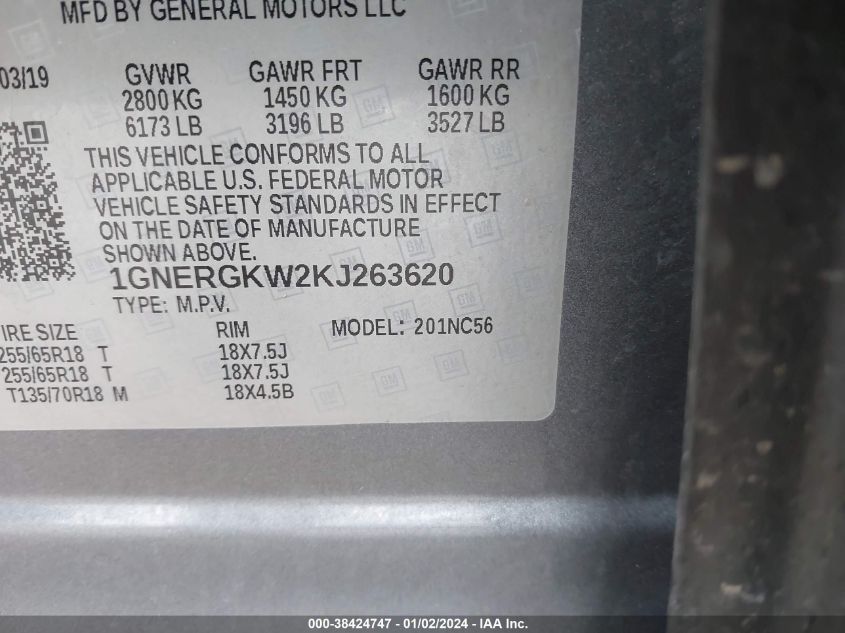 MFD BY GENERAL MOTORS LLC
03/19 GVWR GAWR FRT GAWR RR
2800 KG 1450 KG 1600 KG
6173 LB 3196 LB 3527 LB
THIS VEHICLE CONFORMS TO ALL
APPLICABLE U.S. FEDERAL MOTOR
VEHICLE SAFETY STANDARDS IN EFFECT
ON THE DATE OF MANUFACTURE
SHOWN ABOVE.
1GNERGKW2KJ263620
TYPE: M.P.V.
IRE SIZE RIM MODEL: 201NC56
255/65R18 T 18X7.5J
255/65R18 T 18X7.5J
T135/70R18 M 18X4.5B
000-38424747 - 01/02/2024 - IAA Inc.